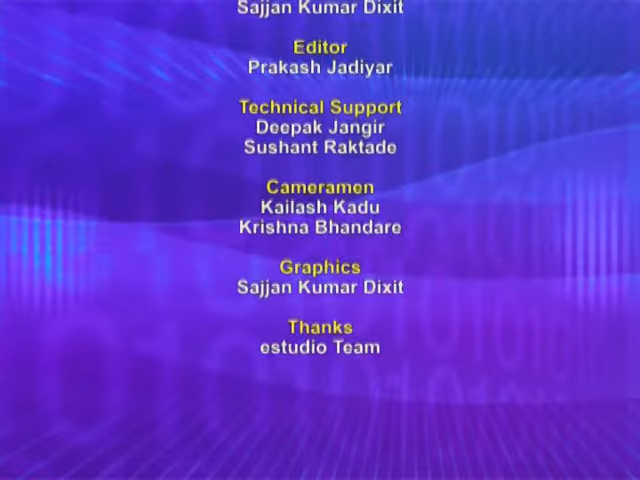 Sajjan Kumar Dixit
Editor
Prakash Jadiyar
Technical Support
Deepak Jangir
Sushant Raktade
Cameramen
Kailash Kadu
Krishna Bhandare
Graphics
Sajjan Kumar Dixit
Thanks
estudio Team